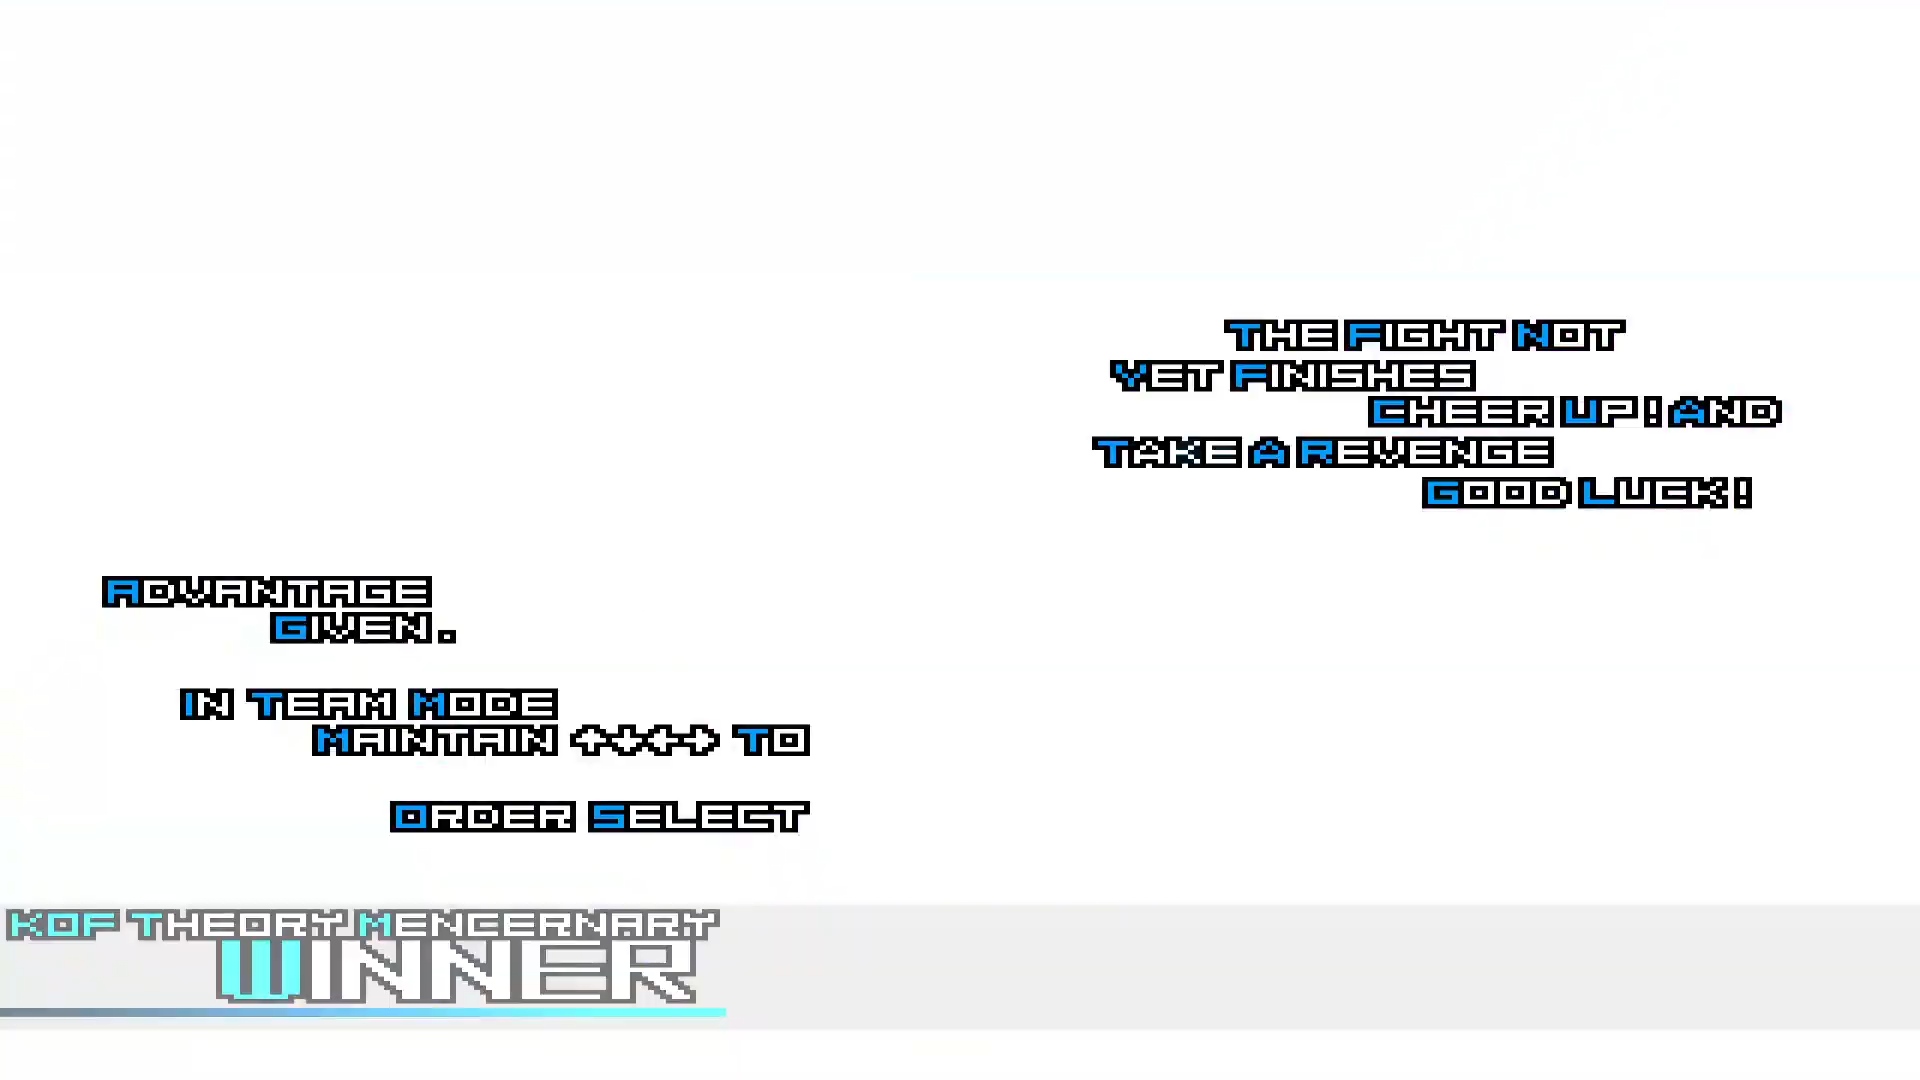 The Fight Not
Yet Finishes
Cheer Up! And
Take A Revenge
Good Luck!
Advantage
Given.
In Team Mode
Maintain ↑↓←→ To
Order Select
KOF Theory Mencernary
Winner